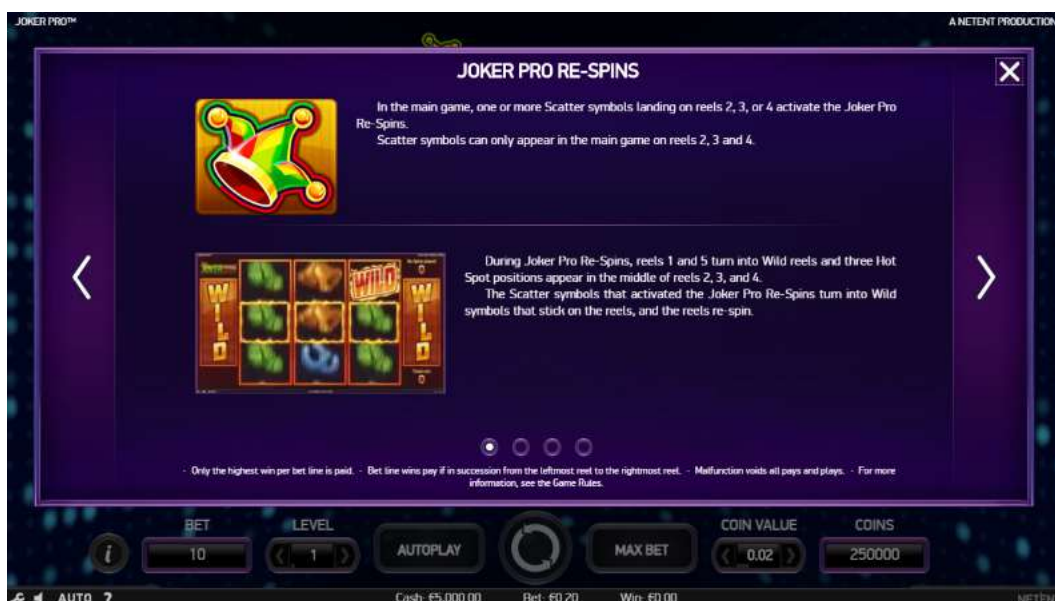 JOKER PRO™
A NETENT PRODUCTION
JOKER PRO RE-SPINS
In the main game, one or more Scatter symbols landing on reels 2, 3, or 4 activate the Joker Pro
Re-Spins.
Scatter symbols can only appear in the main game on reels 2, 3 and 4.
During Joker Pro Re-Spins, reels 1 and 5 turn into Wild reels and three Hot
Spot positions appear in the middle of reels 2, 3, and 4.
The Scatter symbols that activated the Joker Pro Re-Spins turn into Wild
symbols that stick on the reels, and the reels re-spin.
WILD
WILD
WILD
- Only the highest win per bet line is paid. - Bet line wins pay if in succession from the leftmost reel to the rightmost reel. - Malfunction voids all pays and plays. - For more
information, see the Game Rules.
BET
LEVEL
COIN VALUE
COINS
i
10
1
AUTOPLAY
MAX BET
0.02
250000
AUTO ?
Cash: €5,000.00 Bet: €0.20 Win: €0.00